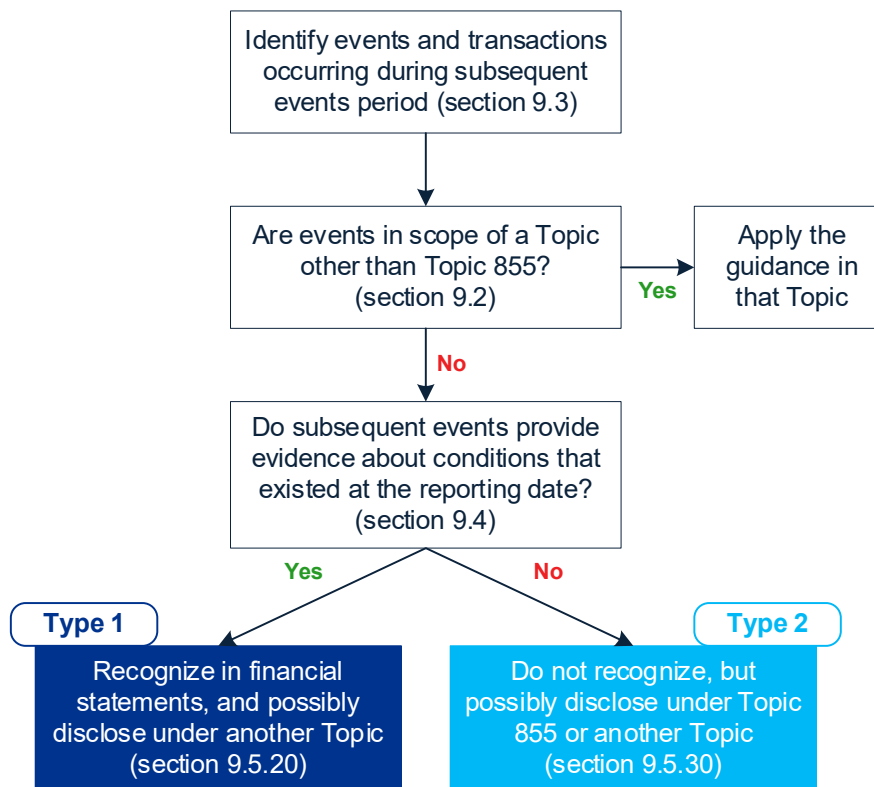 Identify events and transactions
occurring during subsequent
events period (section 9.3)
Are events in scope of a Topic
other than Topic 855?
(section 9.2)
Yes
Apply the
guidance in
that Topic
No
Do subsequent events provide
evidence about conditions that
existed at the reporting date?
(section 9.4)
Yes
No
Type 1
Recognize in financial
statements, and possibly
disclose under another Topic
(section 9.5.20)
Type 2
Do not recognize, but
possibly disclose under Topic
855 or another Topic
(section 9.5.30)